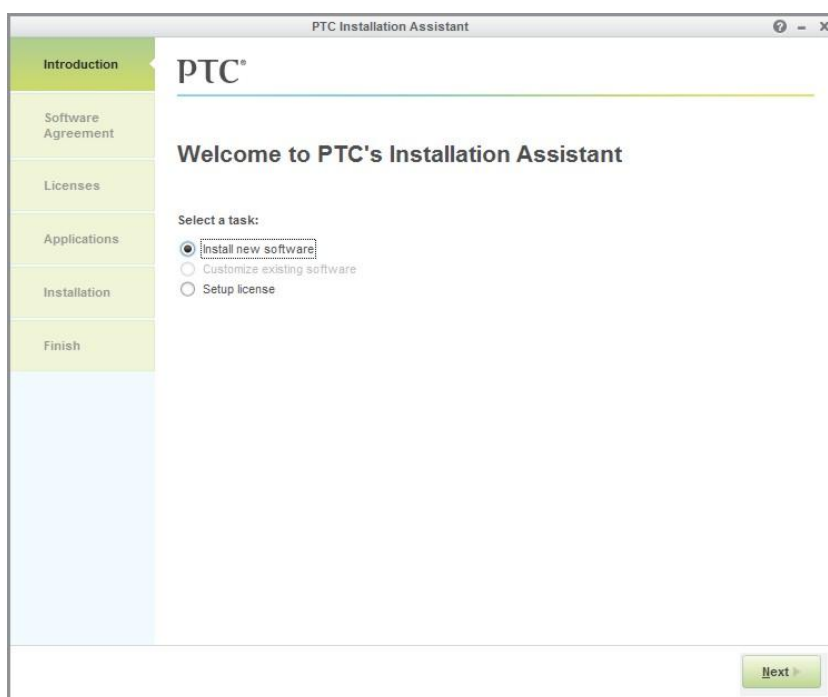 PTC Installation Assistant
Introduction
Software
Agreement
Licenses
Applications
Installation
Finish
PTC®
Welcome to PTC's Installation Assistant
Select a task:
Install new software
Customize existing software
Setup license
Next